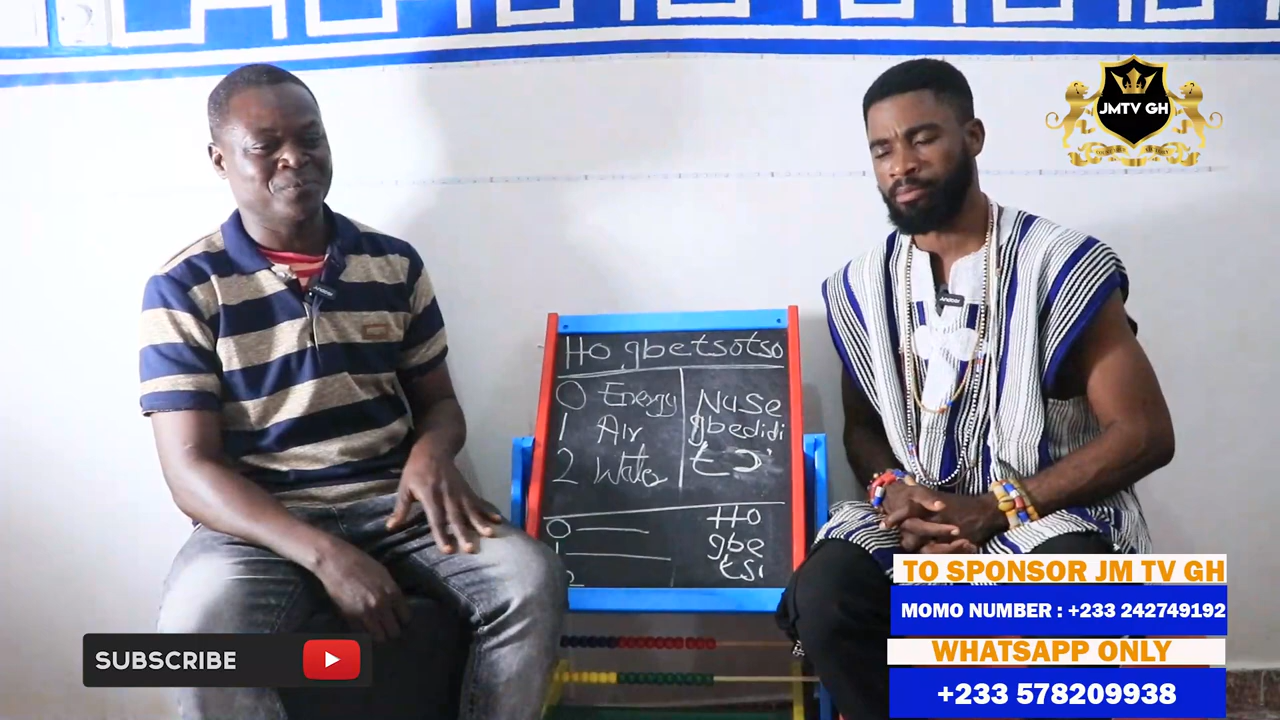 JMTV GH
Ho gbetsotso
0 Energy Nuse
1 Air gbedidi
2 Water
0 Ho
1 gbe
2 tsi
TO SPONSOR JM TV GH
MOMO NUMBER : +233 242749192
WHATSAPP ONLY
+233 578209938
SUBSCRIBE